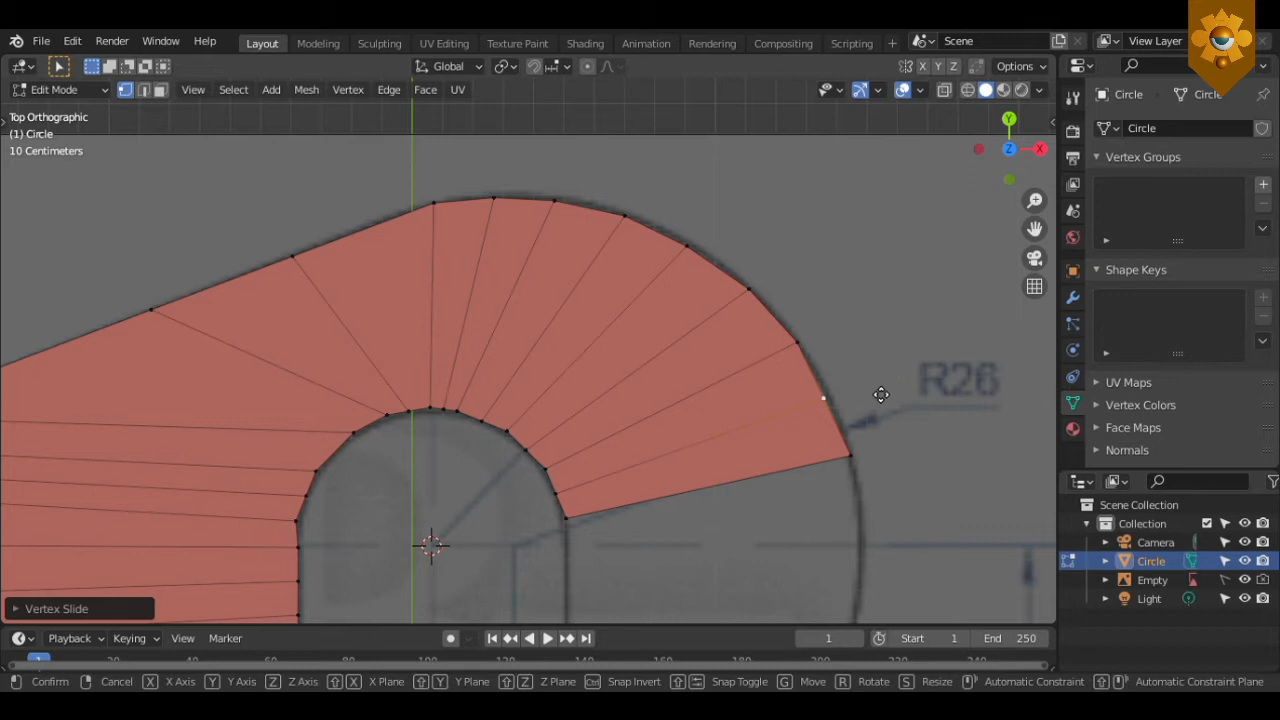 File Edit Render Window Help Layout Modeling Sculpting UV Editing Texture Paint Shading Animation Rendering Compositing Scripting + Scene View Layer
Global X Y Z Options
Edit Mode View Select Add Mesh Vertex Edge Face UV
Top Orthographic
(1) Circle
10 Centimeters
Y
Z X
R26
Circle Circle
Circle
Vertex Groups
Shape Keys
UV Maps
Vertex Colors
Face Maps
Normals
Scene Collection
Collection
Camera
Circle
Empty
Light
Vertex Slide
Playback Keying View Marker 1 Start 1 End 250
1
Confirm Cancel X X Axis Y Y Axis Z Z Axis X X Plane Y Y Plane Z Z Plane Ctrl Snap Invert Snap Toggle G Move R Rotate S Resize Automatic Constraint Automatic Constraint Plane